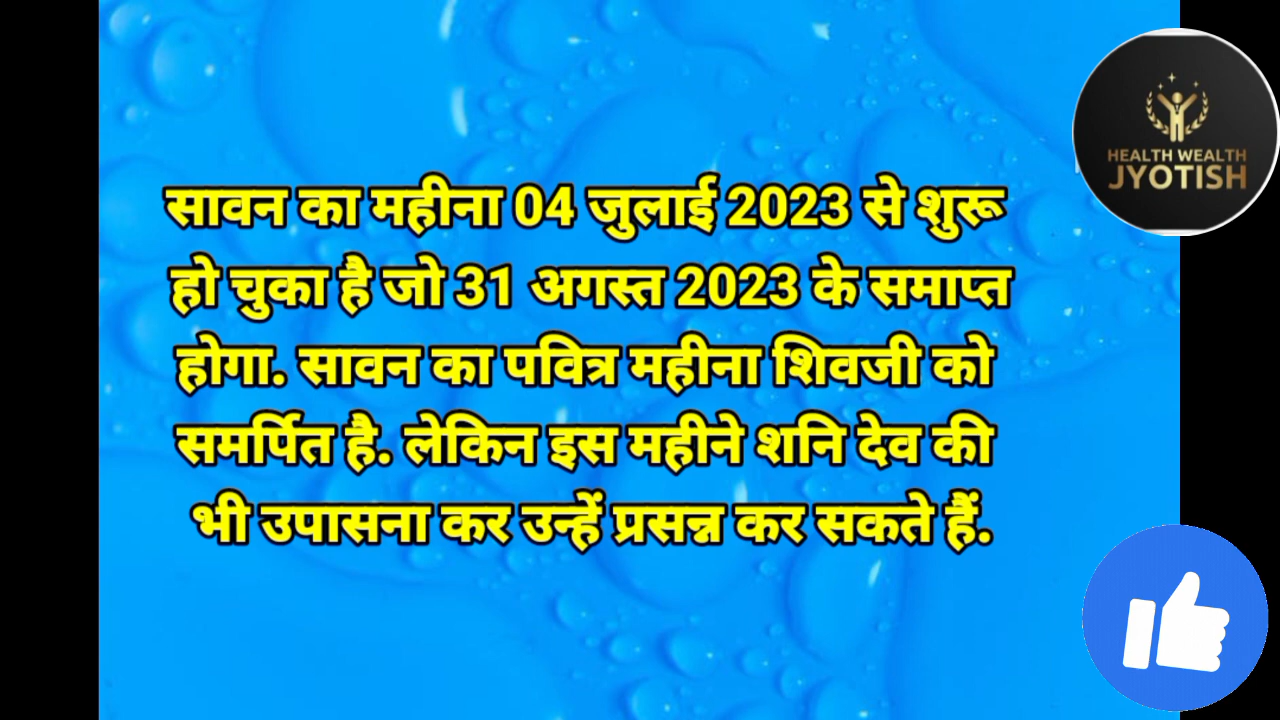 सावन का महीना 04 जुलाई 2023 से शुरू
हो चुका है जो 31 अगस्त 2023 के समाप्त
होगा. सावन का पवित्र महीना शिवजी को
समर्पित है. लेकिन इस महीने शनि देव की
भी उपासना कर उन्हें प्रसन्न कर सकते हैं.
HEALTH WEALTH
JYOTISH